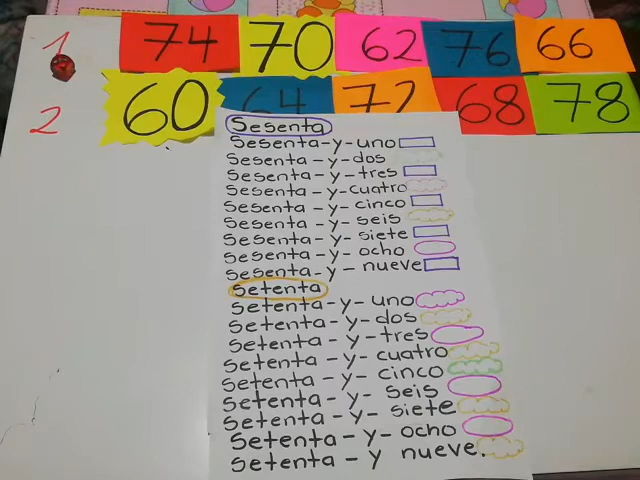 1 74 70 62 76 66
2 60 64 72 68 78
Sesenta
Sesenta-y-uno
Sesenta-y-dos
Sesenta-y-tres
Sesenta-y-cuatro
Sesenta-y-cinco
Sesenta-y-seis
Sesenta-y-siete
Sesenta-y-ocho
Sesenta-y-nueve
Setenta
Setenta-y-uno
Setenta-y-dos
Setenta-y-tres
Setenta-y-cuatro
Setenta-y-cinco
Setenta-y-seis
Setenta-y-siete
Setenta-y-ocho
Setenta-y nueve.